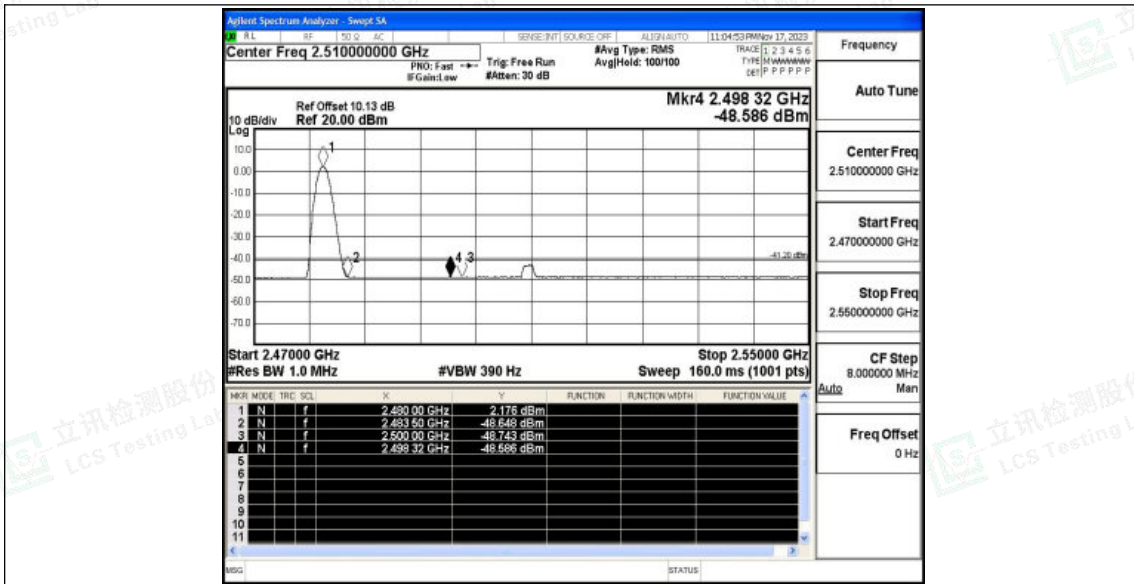 Agilent Spectrum Analyzer - Swept SA
RL RF 50 Ω AC SENSE:INT SOURCE OFF ALIGNAUTO 11:04:53 PM Nov 17, 2023
Center Freq 2.510000000 GHz
PNO: Fast
IFGain:Low
Trig: Free Run
#Atten: 30 dB
#Avg Type: RMS
Avg|Hold: 100/100
TRACE 1 2 3 4 5 6
TYPE M WWWWW
DET P P P P P P
Frequency
Auto Tune
Center Freq
2.510000000 GHz
Start Freq
2.470000000 GHz
Stop Freq
2.550000000 GHz
CF Step
8.000000 MHz
Auto Man
Freq Offset
0 Hz
Ref Offset 10.13 dB
10 dB/div Ref 20.00 dBm
Log
Mkr4 2.498 32 GHz
-48.586 dBm
10.0
0.00
-10.0
-20.0
-30.0
-40.0
-50.0
-60.0
-70.0
1
2
4 3
-41.20 dBm
Start 2.47000 GHz Stop 2.55000 GHz
#Res BW 1.0 MHz #VBW 390 Hz Sweep 160.0 ms (1001 pts)
MKR MODE TRC SCL X Y FUNCTION FUNCTION WIDTH FUNCTION VALUE
1 N f 2.480 00 GHz 2.176 dBm
2 N f 2.483 50 GHz -48.648 dBm
3 N f 2.500 00 GHz -48.743 dBm
4 N f 2.498 32 GHz -48.586 dBm
5
6
7
8
9
10
11
MSG STATUS
立讯检测股份
LCS Testing Lab
立讯检测股份
LCS Testing L